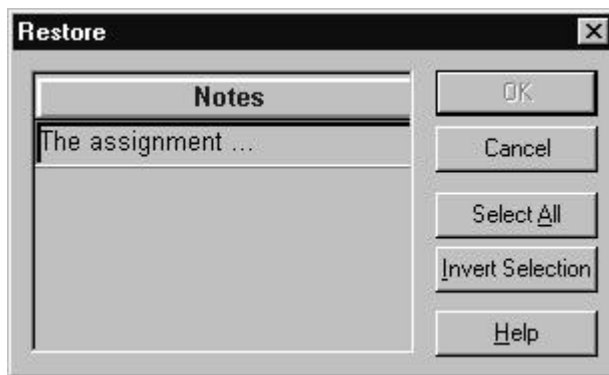 Restore
Notes
The assignment ...
OK
Cancel
Select All
Invert Selection
Help